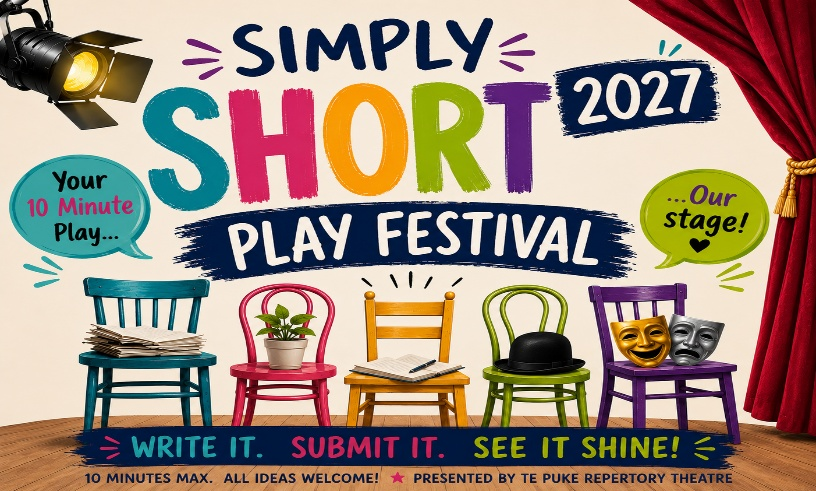 SIMPLY
SHORT
2027
PLAY FESTIVAL
Your
10 Minute
Play...
...Our
stage!
WRITE IT. SUBMIT IT. SEE IT SHINE!
10 MINUTES MAX. ALL IDEAS WELCOME! ★ PRESENTED BY TE PUKE REPERTORY THEATRE